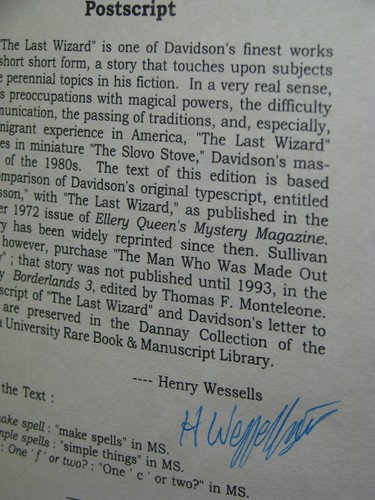 Postscript
"The Last Wizard" is one of Davidson's finest works
short short form, a story that touches upon subjects
perennial topics in his fiction. In a very real sense,
preoccupations with magical powers, the difficulty
munication, the passing of traditions, and, especially,
migrant experience in America, "The Last Wizard"
es in miniature "The Slovo Stove," Davidson's mas-
of the 1980s. The text of this edition is based
omparison of Davidson's original typescript, entitled
sson," with "The Last Wizard," as published in the
er 1972 issue of Ellery Queen's Mystery Magazine.
ry has been widely reprinted since then. Sullivan
however, purchase "The Man Who Was Made Out
" ; that story was not published until 1993, in the
y Borderlands 3, edited by Thomas F. Monteleone.
script of "The Last Wizard" and Davidson's letter to
are preserved in the Dannay Collection of the
University Rare Book & Manuscript Library.
---- Henry Wessells
H Wessells
the Text :
make spell : "make spells" in MS.
mple spells : "simple things" in MS.
: One ' f ' or two? : "One ' c ' or two?" in MS.